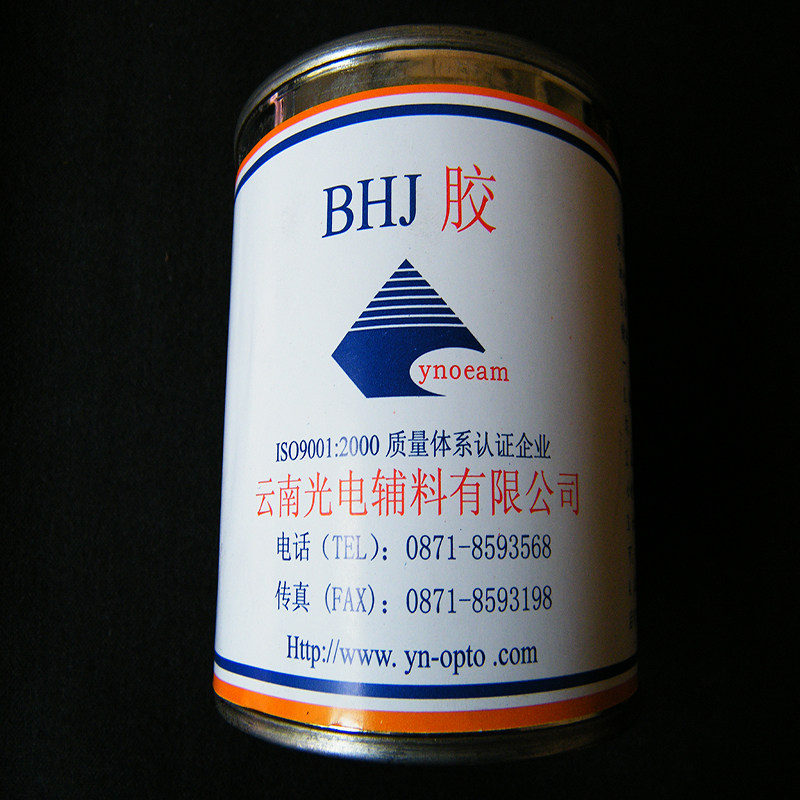 BHJ 胶
ynoeam
ISO9001:2000 质量体系认证企业
云南光电辅料有限公司
电话（TEL）：0871-8593568
传真（FAX）：0871-8593198
Http://www. yn-opto .com